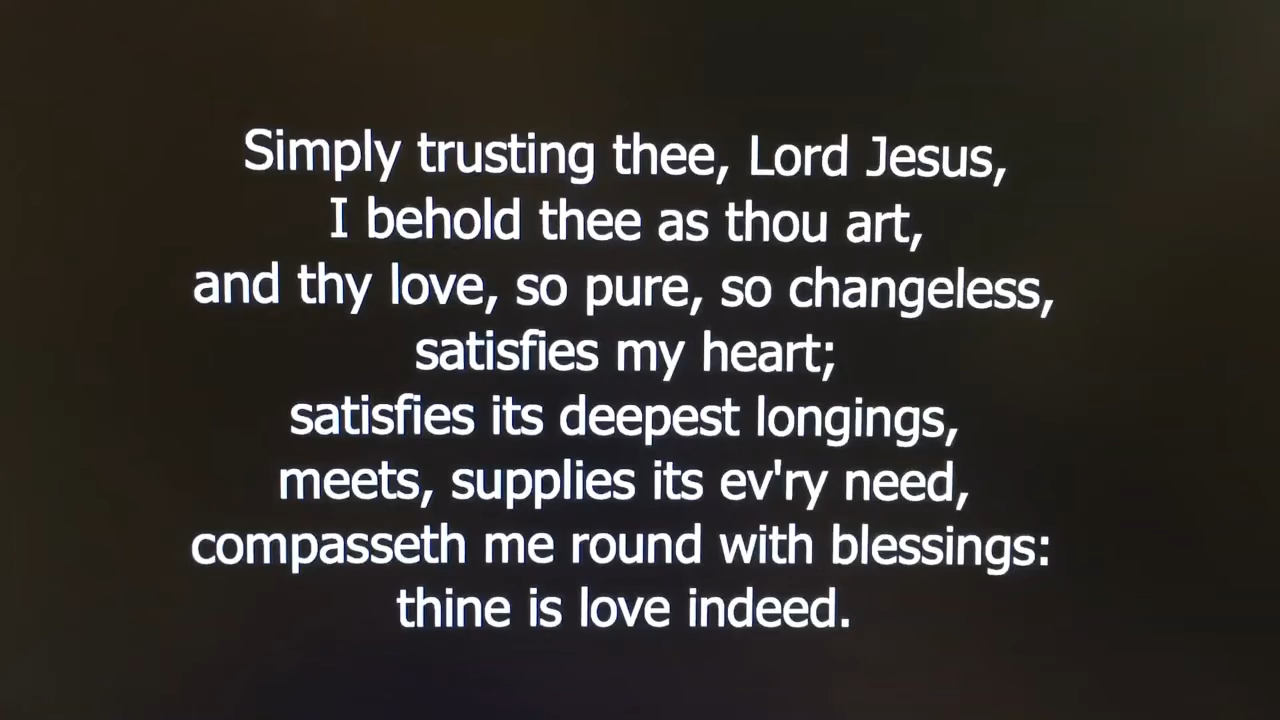 Simply trusting thee, Lord Jesus,
I behold thee as thou art,
and thy love, so pure, so changeless,
satisfies my heart;
satisfies its deepest longings,
meets, supplies its ev'ry need,
compasseth me round with blessings:
thine is love indeed.